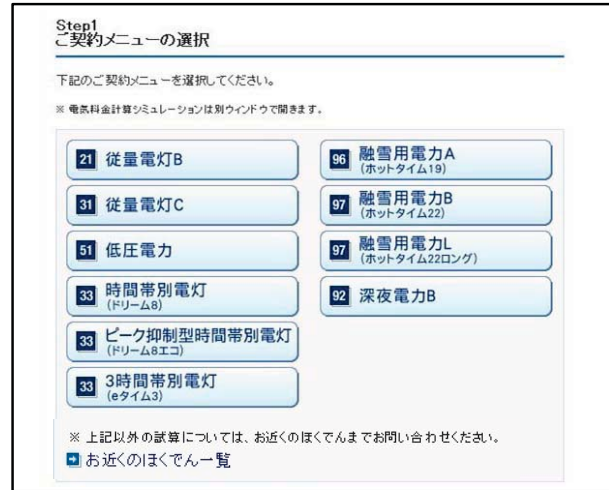 Step1
ご契約メニューの選択
下記のご契約メニューを選択してください。
※ 電気料金計算シミュレーションは別ウィンドウで開きます。
21 従量電灯B
31 従量電灯C
51 低圧電力
33 時間帯別電灯
(ドリーム8)
33 ピーク抑制型時間帯別電灯
(ドリーム8エコ)
33 3時間帯別電灯
(eタイム3)
96 融雪用電力A
(ホットタイム19)
97 融雪用電力B
(ホットタイム22)
97 融雪用電力L
(ホットタイム22ロング)
92 深夜電力B
※ 上記以外の試算については、お近くのほくでんまでお問い合わせください。
お近くのほくでん一覧